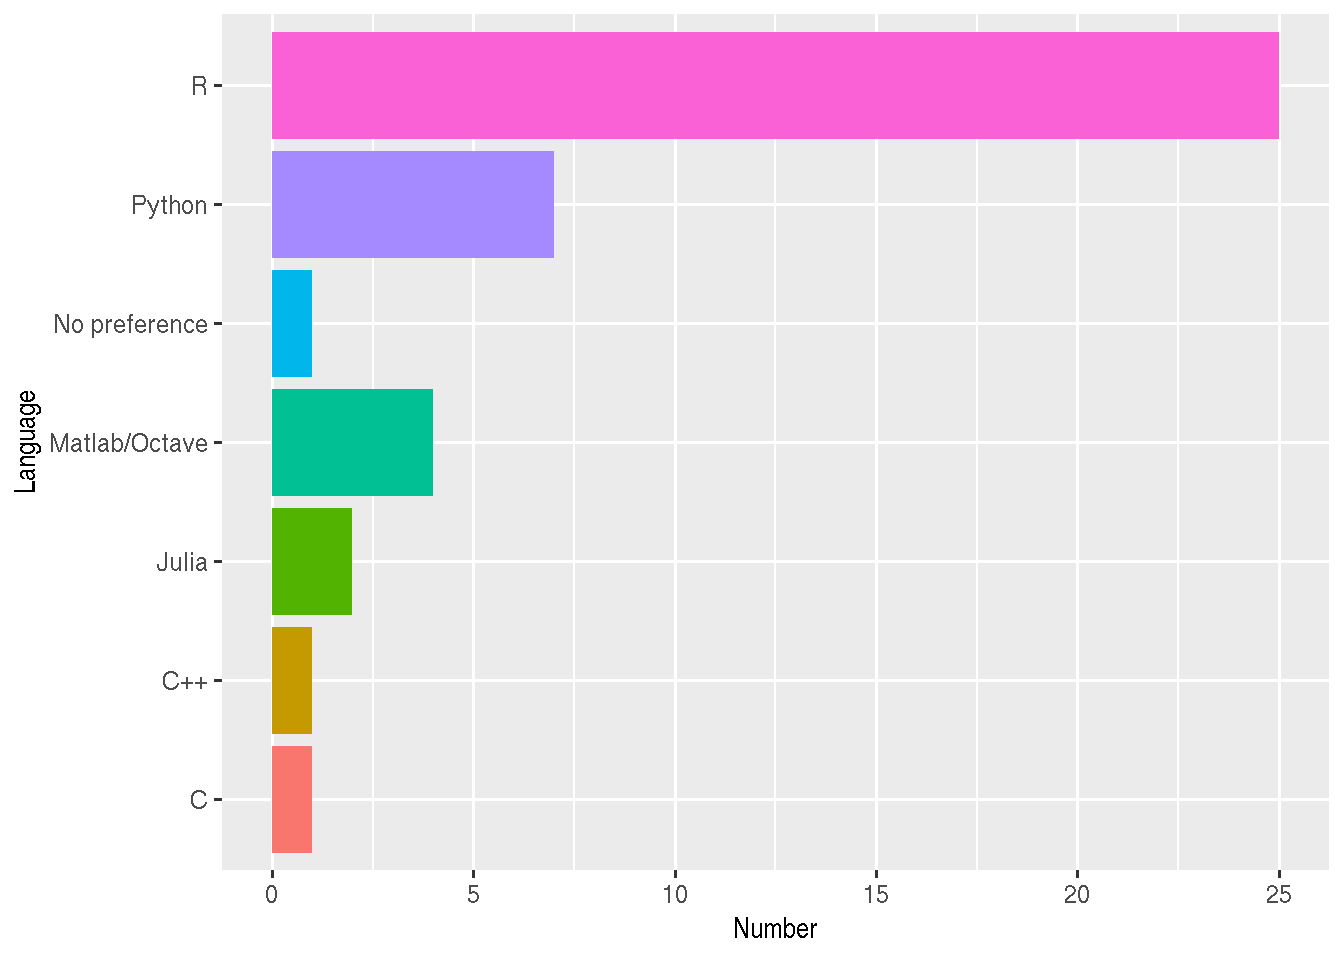 R
Python
No preference
Matlab/Octave
Julia
C++
C
Language
0 5 10 15 20 25
Number